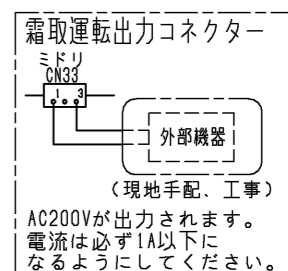 霜取運転出力コネクター
ミドリ
CN33
1 3
外部機器
(現地手配、工事)
AC200Vが出力されます。
電流は必ず1A以下に
なるようにしてください。